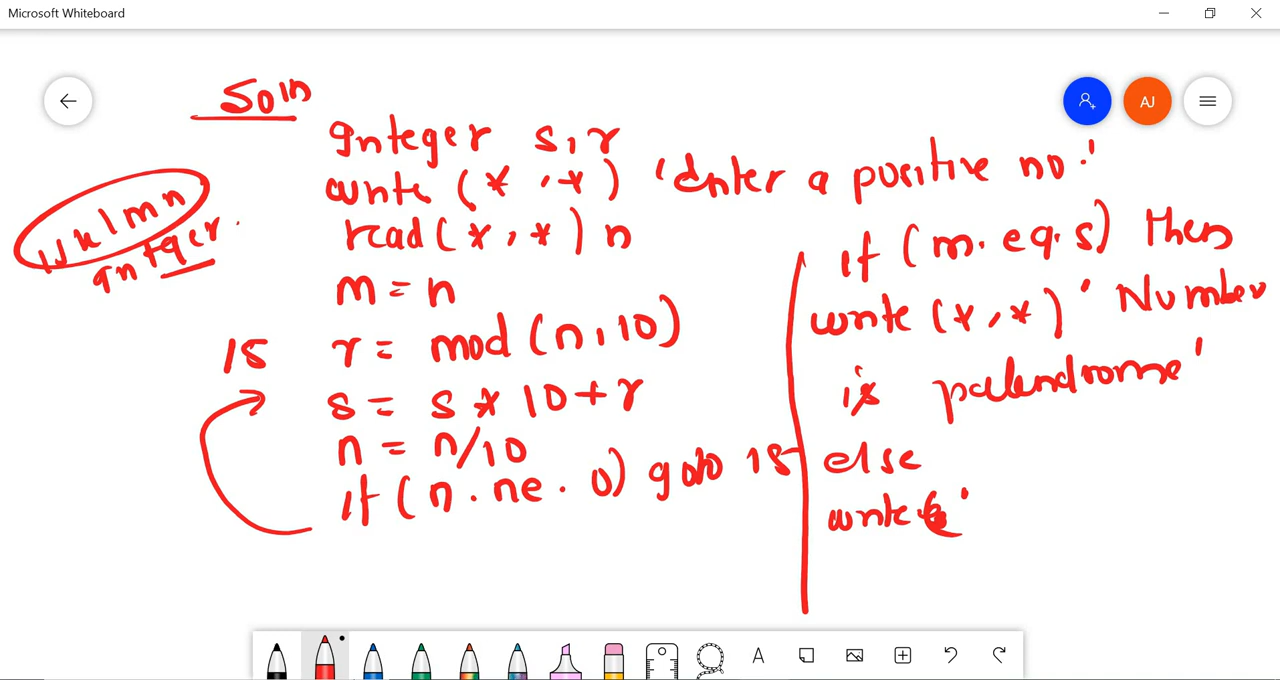 Microsoft Whiteboard
AJ
Soln
Integer s, r
write (*, *) 'Enter a positive no.'
read (*, *) n
m = n
15 r = mod (n, 10)
s = s * 10 + r
n = n/10
if (n . ne . 0) goto 15
ijklmn
integer.
if (m. eq. s) then
write (*, *) ' Number
is palendrome '
else
write '
A